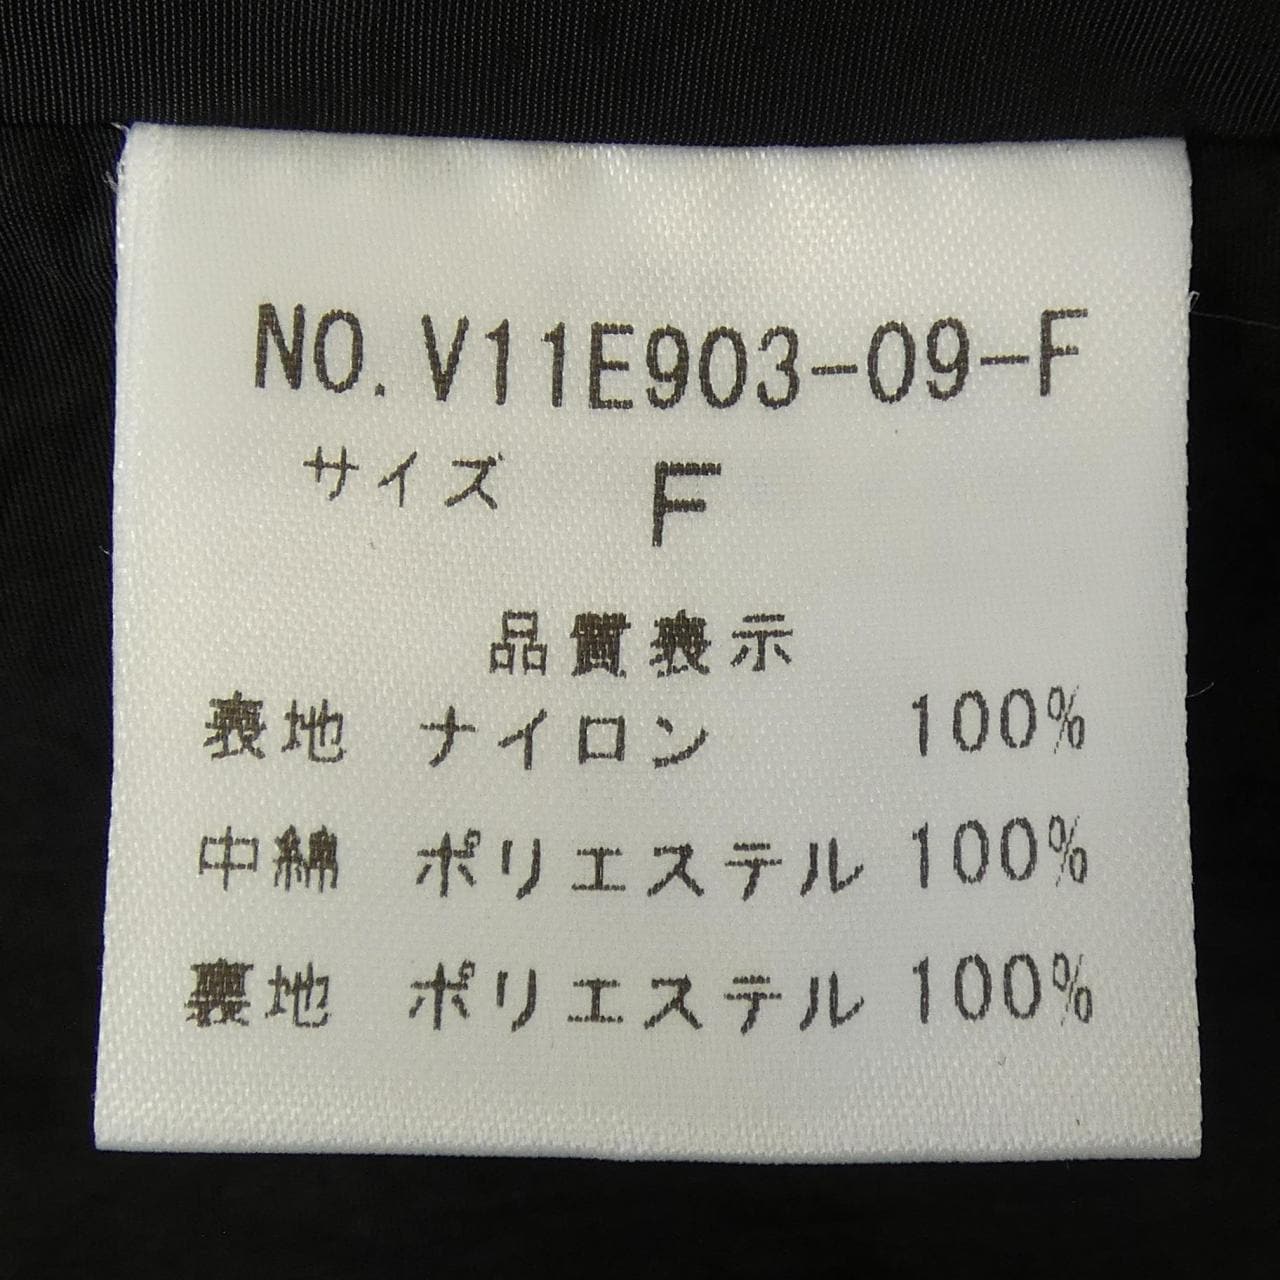 NO.V11E903-09-F
サイズ F
品質表示
表地 ナイロン 100%
中綿 ポリエステル 100%
裏地 ポリエステル 100%